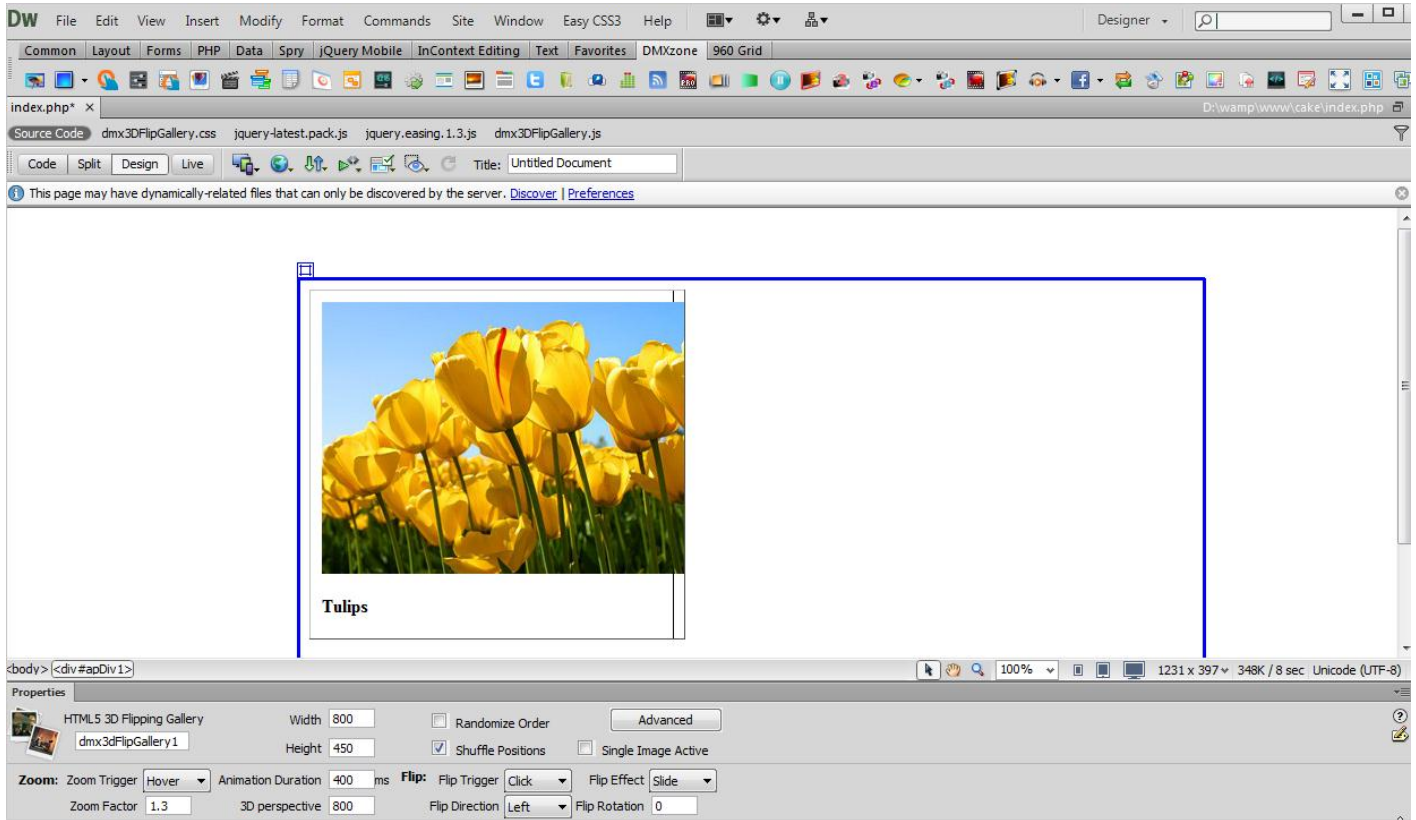 DW File Edit View Insert Modify Format Commands Site Window Easy CSS3 Help Designer
Common Layout Forms PHP Data Spry jQuery Mobile InContext Editing Text Favorites DMXzone 960 Grid
index.php* D:\wamp\www\cake\index.php
Source Code dmx3DFlipGallery.css jquery-latest.pack.js jquery.easing.1.3.js dmx3DFlipGallery.js
Code Split Design Live Title: Untitled Document
This page may have dynamically-related files that can only be discovered by the server. Discover | Preferences
Tulips
<body> <div#apDiv1> 100% 1231 x 397 348K / 8 sec Unicode (UTF-8)
Properties
HTML5 3D Flipping Gallery Width 800 Randomize Order Advanced
dmx3dFlipGallery1 Height 450 Shuffle Positions Single Image Active
Zoom: Zoom Trigger Hover Animation Duration 400 ms Flip: Flip Trigger Click Flip Effect Slide
Zoom Factor 1.3 3D perspective 800 Flip Direction Left Flip Rotation 0